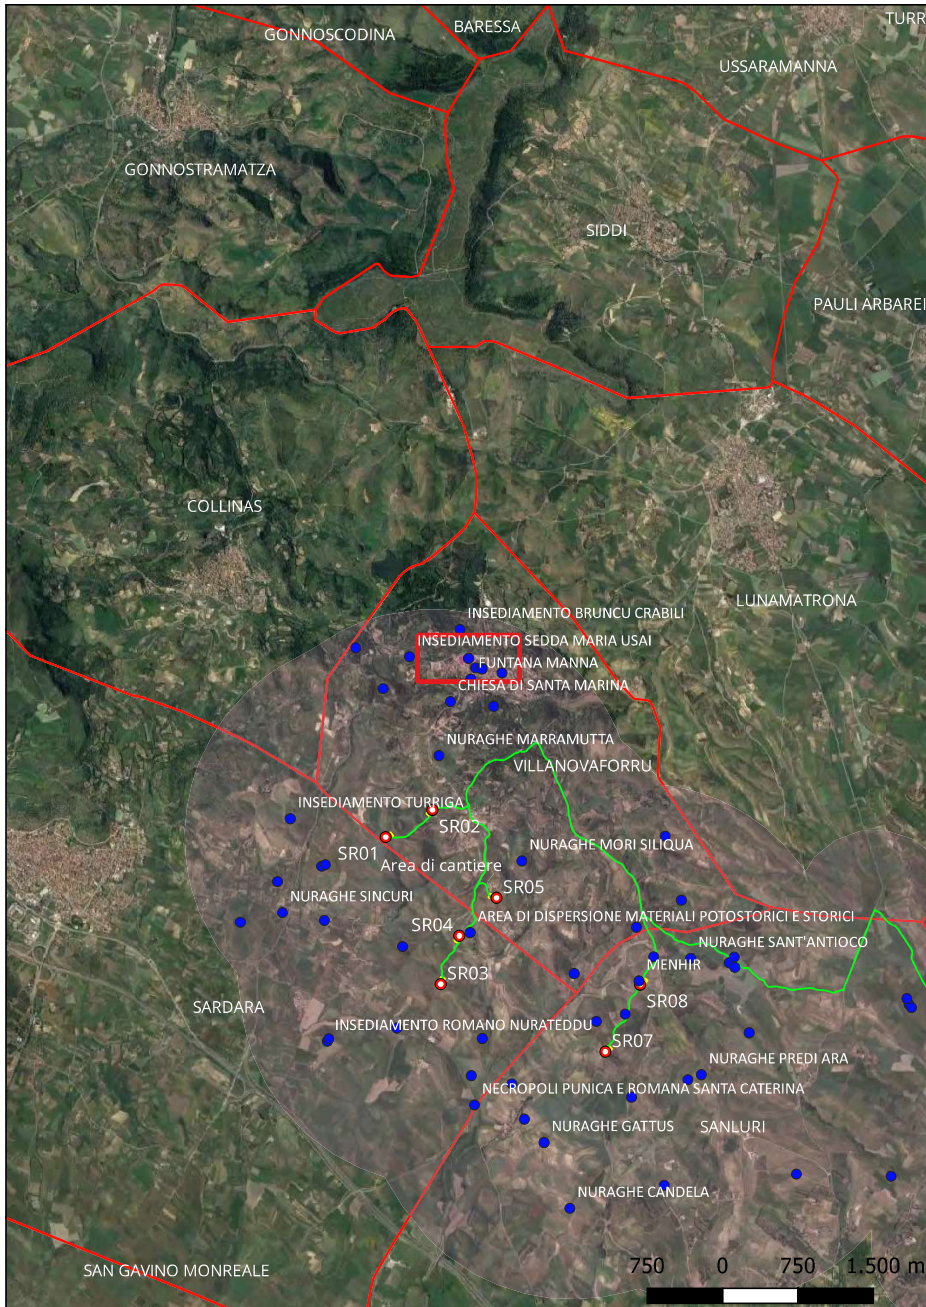 TURR
BARESSA
GONNOSCODINA
USSARAMANNA
GONNOSTRAMATZA
SIDDI
PAULI ARBAREI
COLLINAS
LUNAMATRONA
INSEDIAMENTO BRUNCU CRABILI
INSEDIAMENTO SEDDA MARIA USAI
FUNTANA MANNA
CHIESA DI SANTA MARINA
NURAGHE MARRAMUTTA
VILLANOVAFORRU
INSEDIAMENTO TURRIGA
SR02
SR01
NURAGHE MORI SILIQUA
Area di cantiere
SR05
NURAGHE SINCURI
AREA DI DISPERSIONE MATERIALI POTOSTORICI E STORICI
SR04
NURAGHE SANT'ANTIOCO
MENHIR
SR03
SR08
SARDARA
INSEDIAMENTO ROMANO NURATEDDU
SR07
NURAGHE PREDI ARA
NECROPOLI PUNICA E ROMANA SANTA CATERINA
NURAGHE GATTUS
SANLURI
NURAGHE CANDELA
SAN GAVINO MONREALE
750 0 750 1.500 m